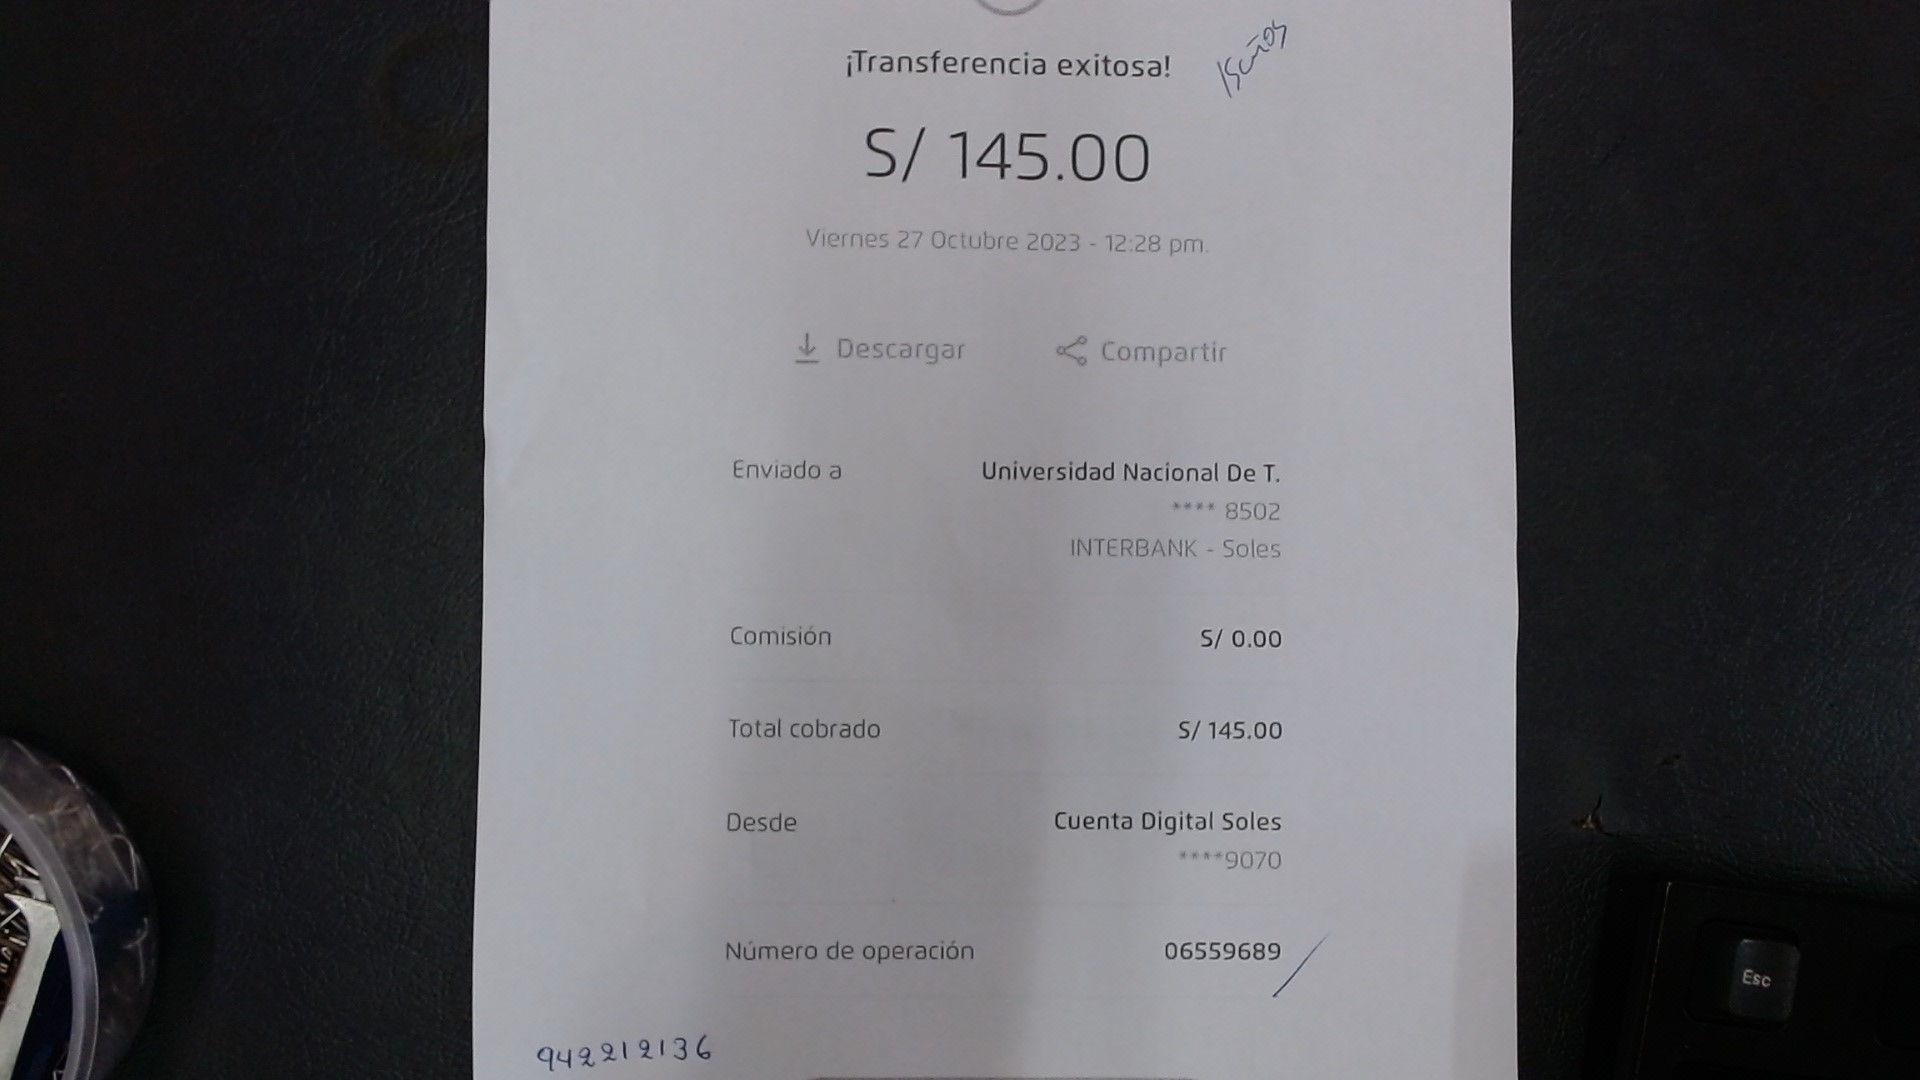 ¡Transferencia exitosa!
S/ 145.00
Viernes 27 Octubre 2023 - 12:28 pm.
Descargar Compartir
Enviado a Universidad Nacional De T.
**** 8502
INTERBANK - Soles
Comisión S/ 0.00
Total cobrado S/ 145.00
Desde Cuenta Digital Soles
****9070
Número de operación 06559689
942212136
Esc